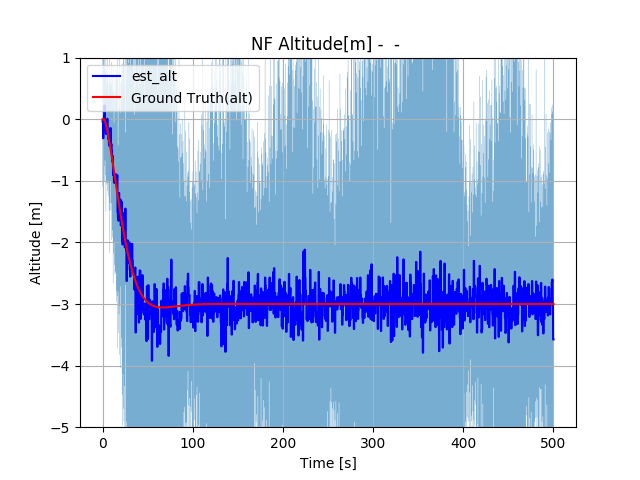 NF Altitude[m] -  -
est_alt
Ground Truth(alt)
Altitude [m]
1
0
−1
−2
−3
−4
−5
0 100 200 300 400 500
Time [s]